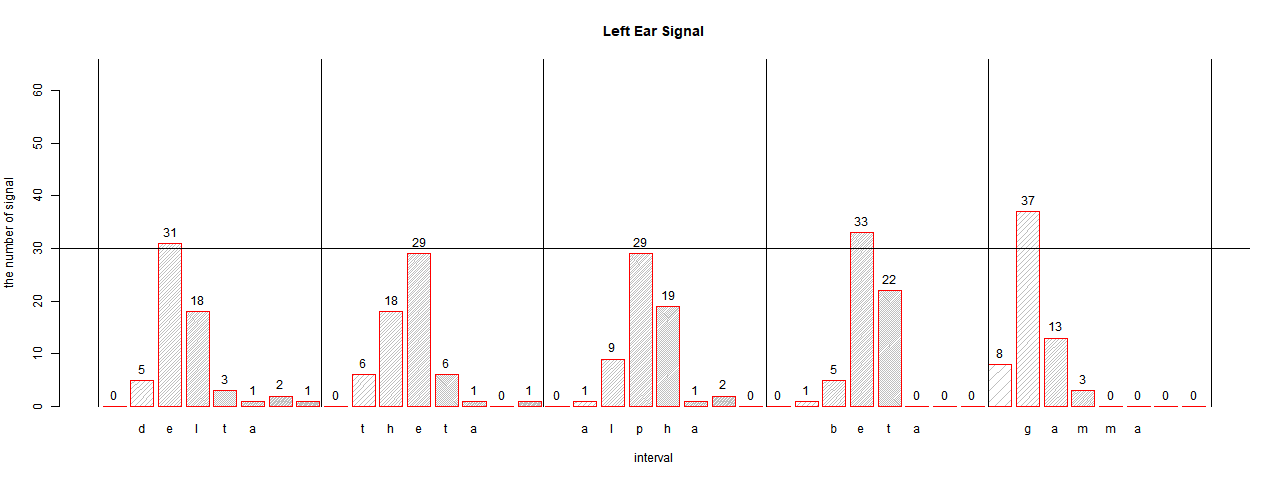 Left Ear Signal
the number of signal
60
50
40
30
20
10
0
0 5 31 18 3 1 2 1 0 6 18 29 6 1 0 1 0 1 9 29 19 1 2 0 0 1 5 33 22 0 0 0 8 37 13 3 0 0 0 0
d e l t a t h e t a a l p h a b e t a g a m m a
interval